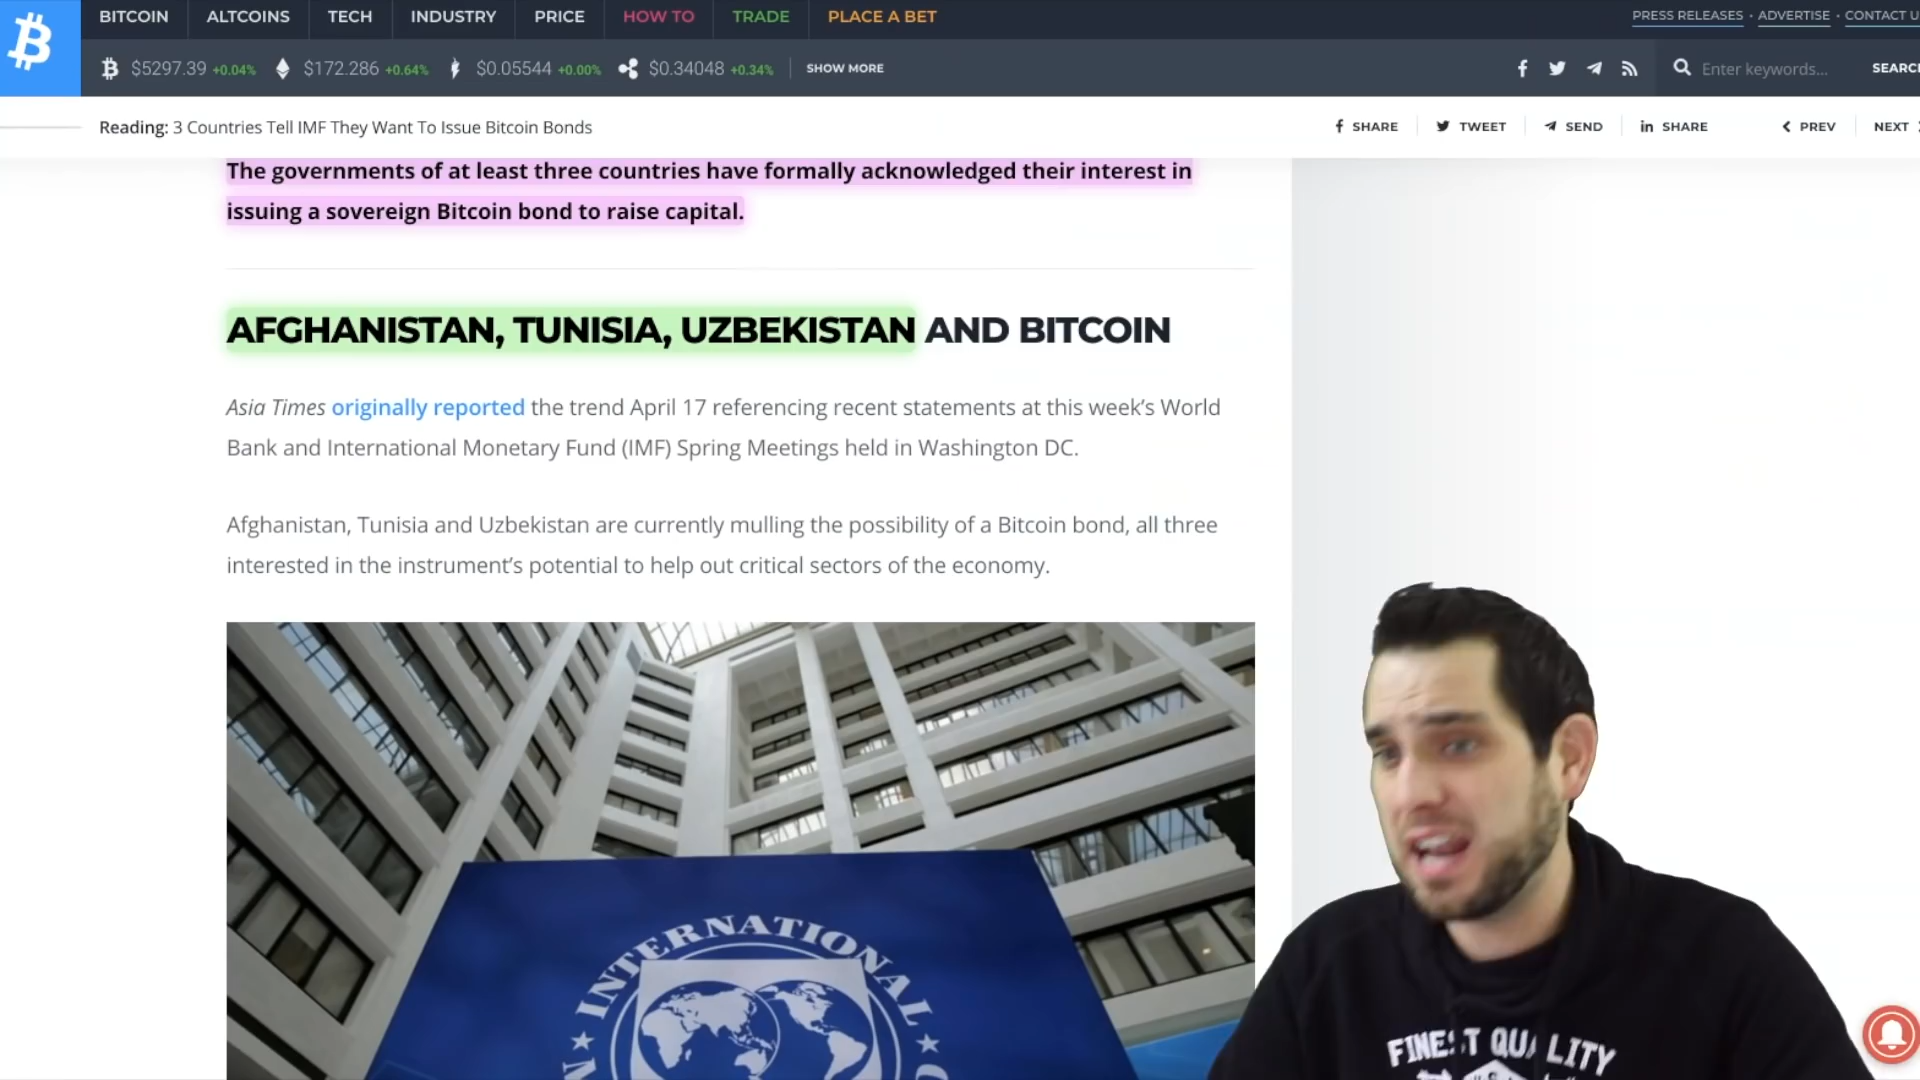 BITCOIN ALTCOINS TECH INDUSTRY PRICE HOW TO TRADE PLACE A BET PRESS RELEASES · ADVERTISE · CONTACT U
$5297.39 +0.04% $172.286 +0.64% $0.05544 +0.00% $0.34048 +0.34% SHOW MORE Enter keywords... SEARC
Reading: 3 Countries Tell IMF They Want To Issue Bitcoin Bonds SHARE TWEET SEND SHARE PREV NEXT
The governments of at least three countries have formally acknowledged their interest in
issuing a sovereign Bitcoin bond to raise capital.
AFGHANISTAN, TUNISIA, UZBEKISTAN AND BITCOIN
Asia Times originally reported the trend April 17 referencing recent statements at this week’s World
Bank and International Monetary Fund (IMF) Spring Meetings held in Washington DC.
Afghanistan, Tunisia and Uzbekistan are currently mulling the possibility of a Bitcoin bond, all three
interested in the instrument’s potential to help out critical sectors of the economy.
INTERNATIONAL
FINEST QUALITY